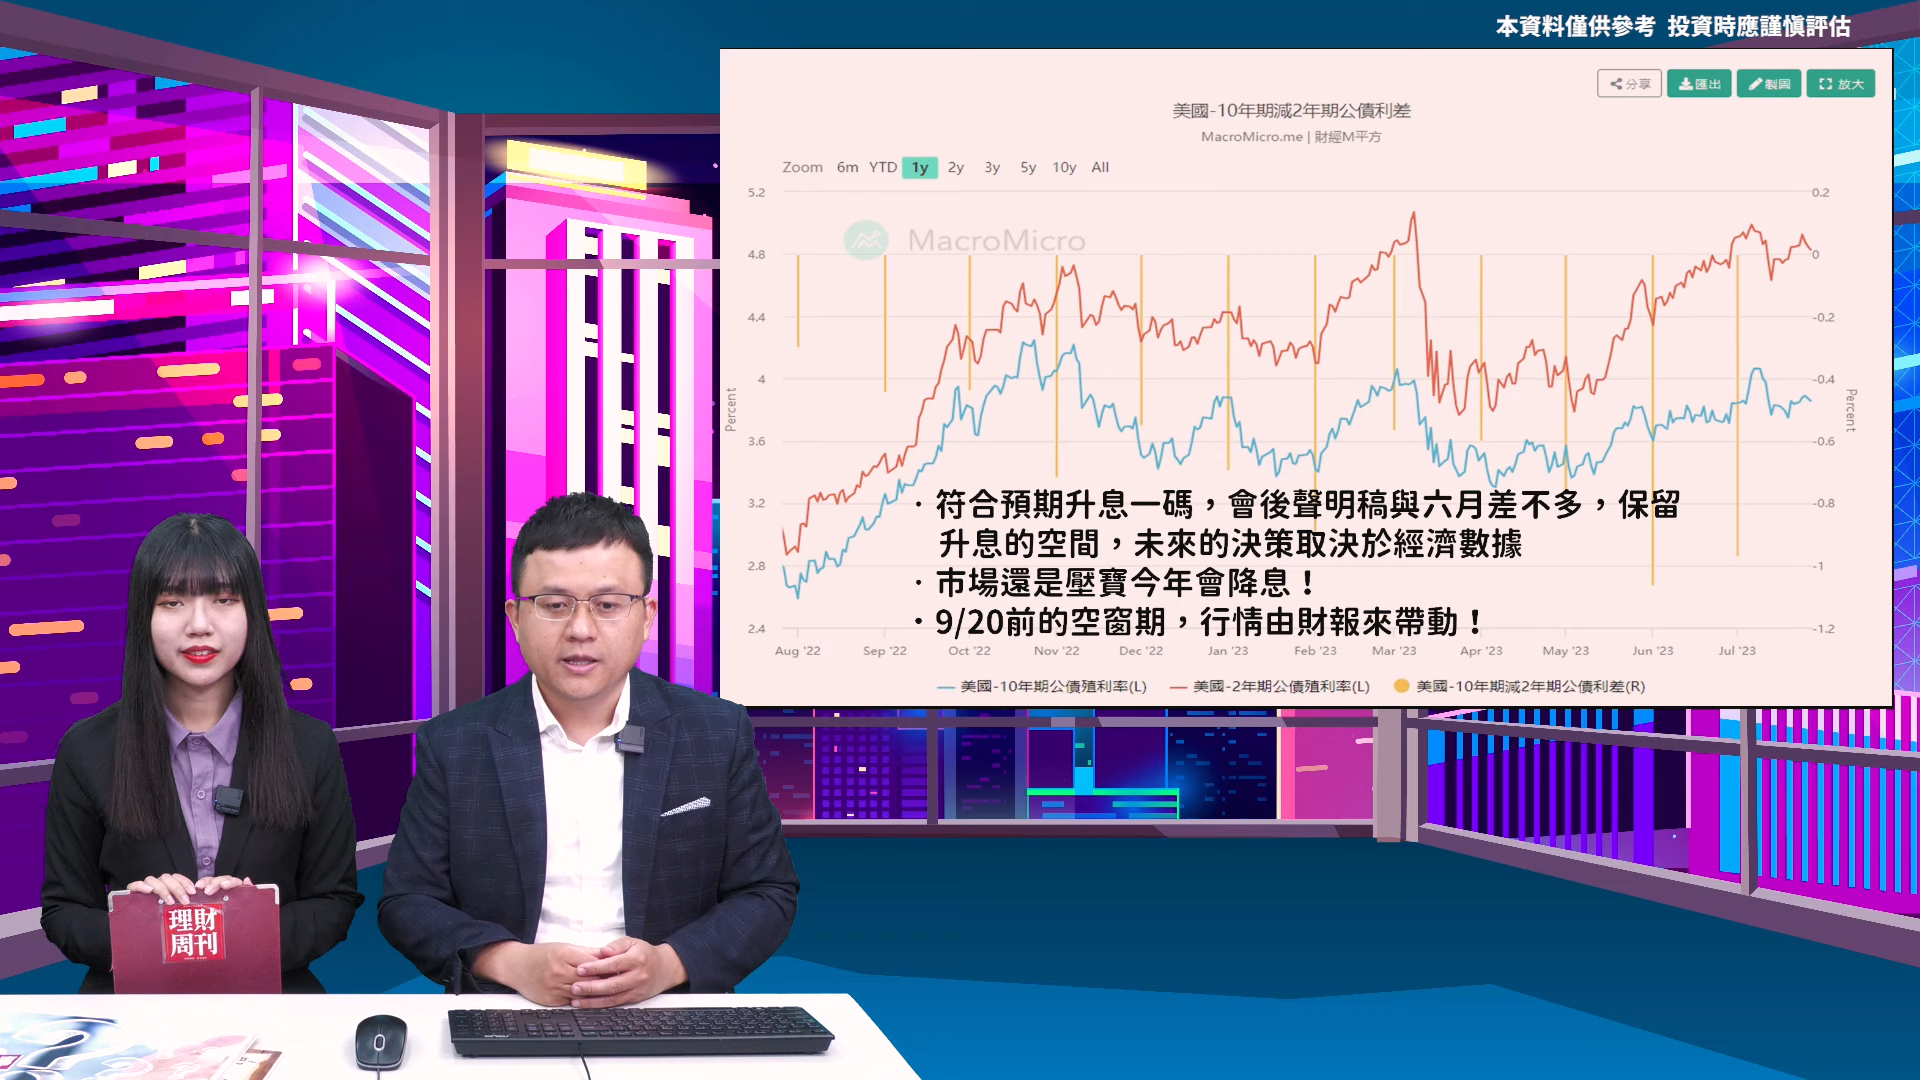 本資料僅供參考 投資時應謹慎評估
分享 匯出 製圖 放大
美國-10年期減2年期公債利差
MacroMicro.me | 財經M平方
Zoom 6m YTD 1y 2y 3y 5y 10y All
5.2 0.2
MacroMicro
4.8 0
4.4 -0.2
4 -0.4
Percent Percent
3.6 -0.6
3.2 -0.8
· 符合預期升息一碼，會後聲明稿與六月差不多，保留
升息的空間，未來的決策取決於經濟數據
2.8 -1
· 市場還是壓寶今年會降息！
· 9/20前的空窗期，行情由財報來帶動！
2.4 -1.2
Aug '22 Sep '22 Oct '22 Nov '22 Dec '22 Jan '23 Feb '23 Mar '23 Apr '23 May '23 Jun '23 Jul '23
美國-10年期公債殖利率(L) 美國-2年期公債殖利率(L) 美國-10年期減2年期公債利差(R)
理財
周刊